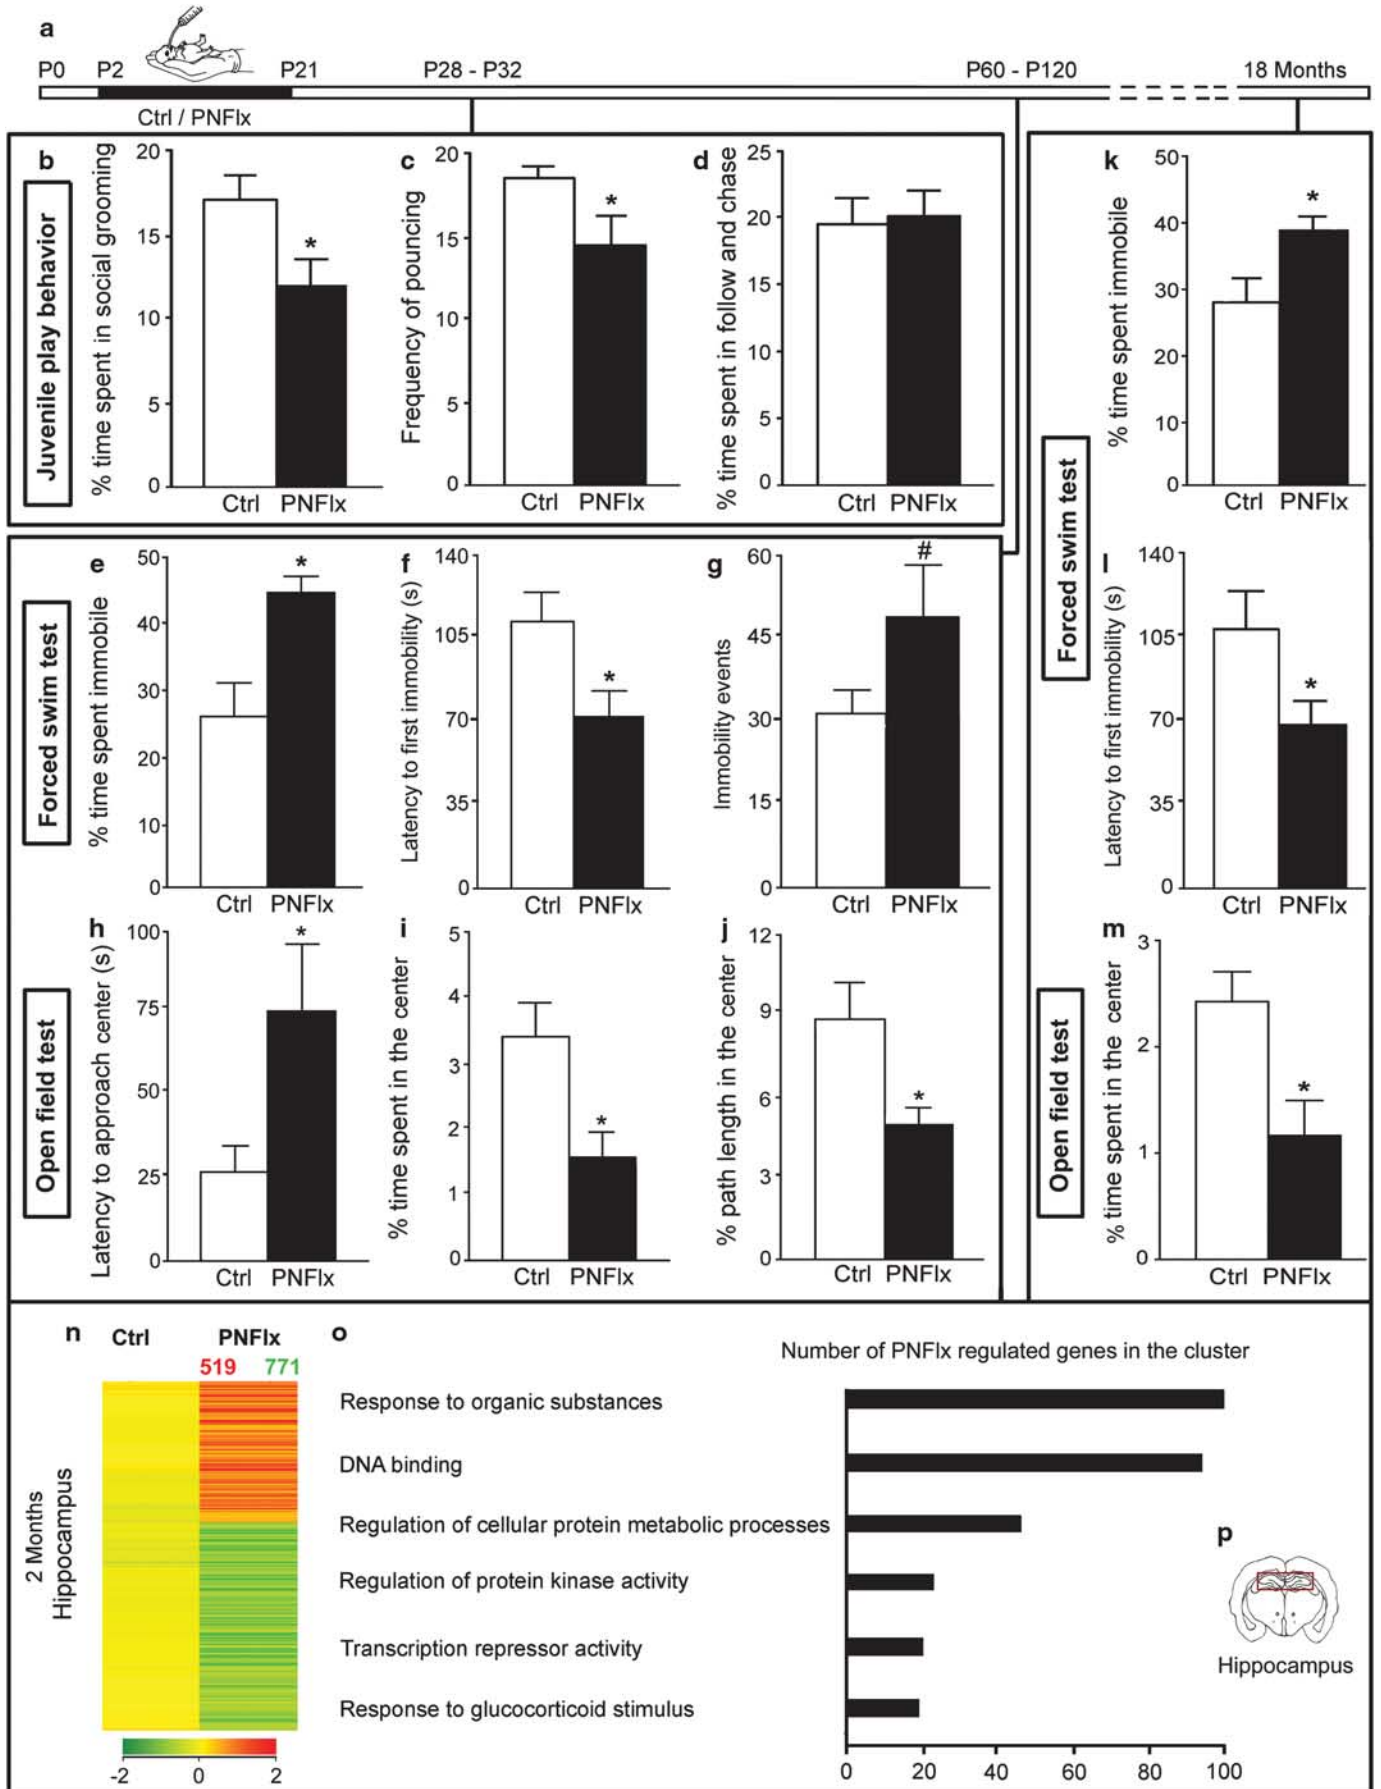 a
P0 P2 P21 P28 - P32 P60 - P120 18 Months
Ctrl / PNFlx
Juvenile play behavior
b
% time spent in social grooming
20
15
10
5
0
Ctrl PNFlx
*
c
Frequency of pouncing
20
15
10
5
0
Ctrl PNFlx
*
d
% time spent in follow and chase
25
20
15
10
5
0
Ctrl PNFlx
Forced swim test
e
% time spent immobile
50
40
30
20
10
0
Ctrl PNFlx
*
f
Latency to first immobility (s)
140
105
70
35
0
Ctrl PNFlx
*
g
Immobility events
60
45
30
15
0
Ctrl PNFlx
#
Open field test
h
Latency to approach center (s)
100
75
50
25
0
Ctrl PNFlx
*
i
% time spent in the center
5
4
3
2
1
0
Ctrl PNFlx
*
j
% path length in the center
12
9
6
3
0
Ctrl PNFlx
*
Forced swim test
k
% time spent immobile
50
40
30
20
10
0
Ctrl PNFlx
*
l
Latency to first immobility (s)
140
105
70
35
0
Ctrl PNFlx
*
Open field test
m
% time spent in the center
3
2
1
0
Ctrl PNFlx
*
n
Ctrl PNFlx
519 771
2 Months
Hippocampus
-2 0 2
o
Number of PNFlx regulated genes in the cluster
Response to organic substances
DNA binding
Regulation of cellular protein metabolic processes
Regulation of protein kinase activity
Transcription repressor activity
Response to glucocorticoid stimulus
0 20 40 60 80 100
p
Hippocampus